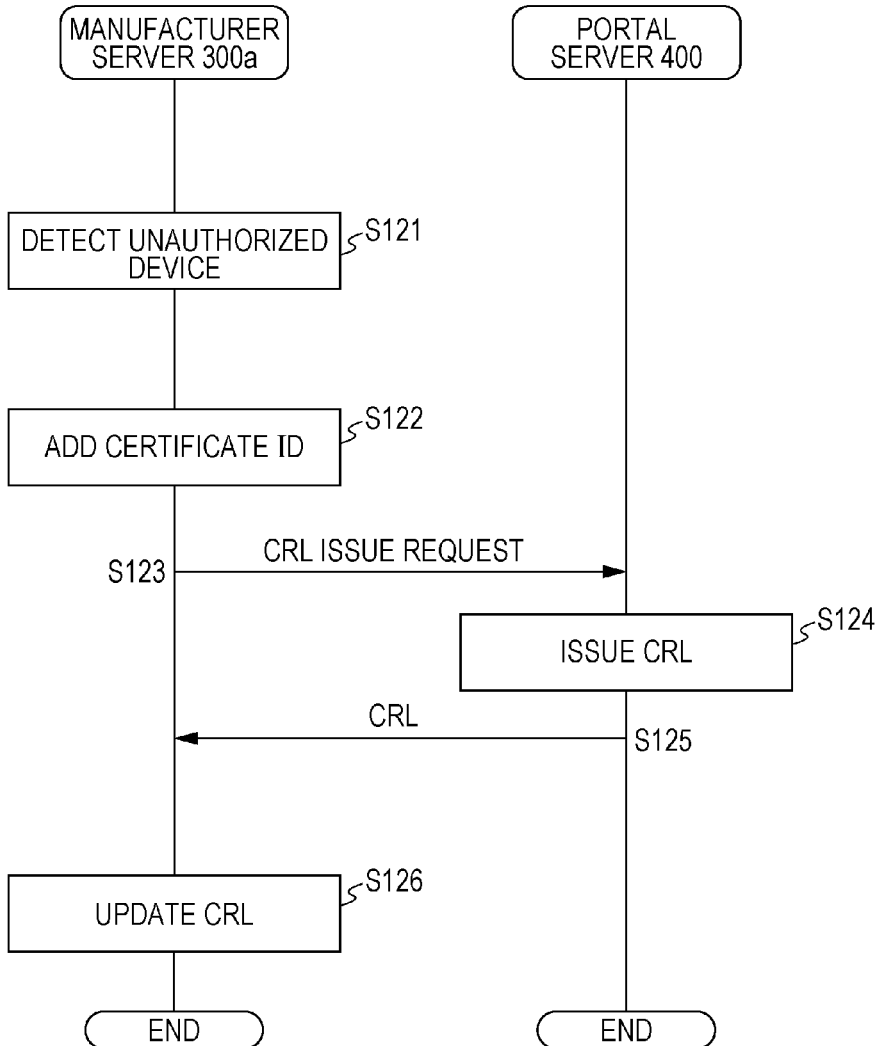 MANUFACTURER
SERVER 300a
PORTAL
SERVER 400
DETECT UNAUTHORIZED
DEVICE
S121
ADD CERTIFICATE ID
S122
CRL ISSUE REQUEST
S123
ISSUE CRL
S124
CRL
S125
UPDATE CRL
S126
END
END